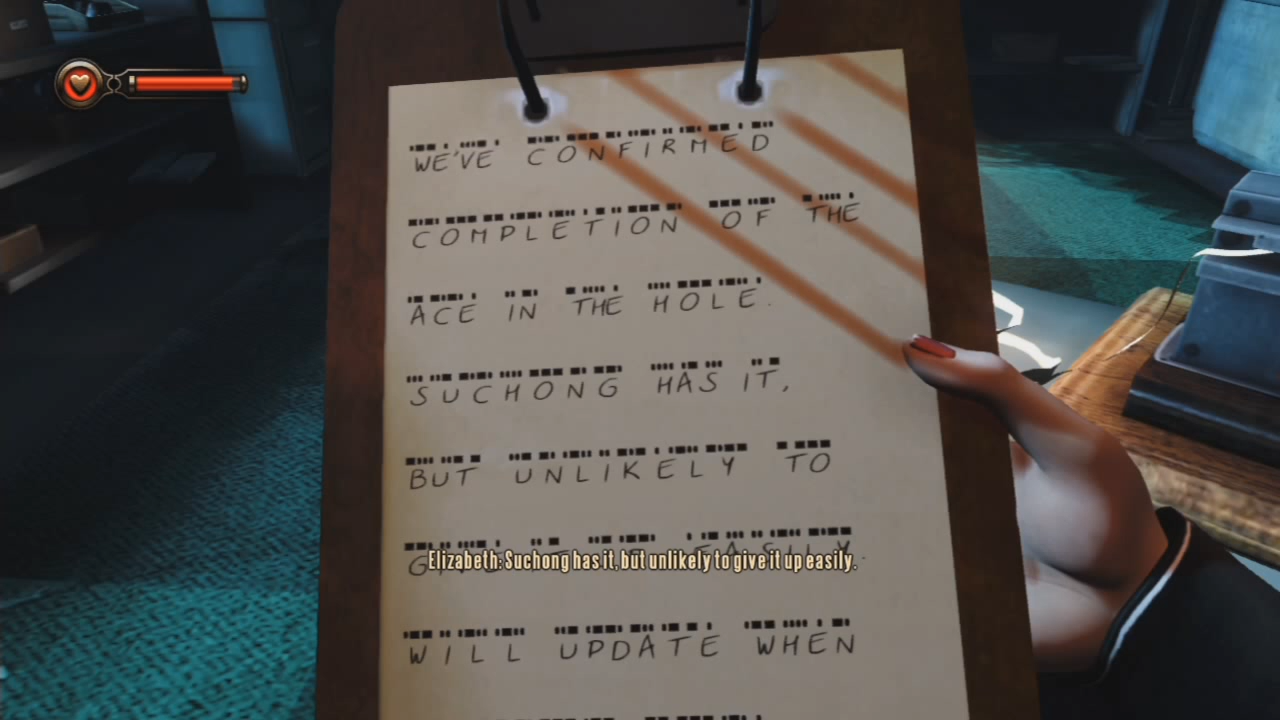 WE'VE CONFIRMED
COMPLETION OF THE
ACE IN THE HOLE.
SUCHONG HAS IT,
BUT UNLIKELY TO
Elizabeth: Suchong has it, but unlikely to give it up easily.
WILL UPDATE WHEN